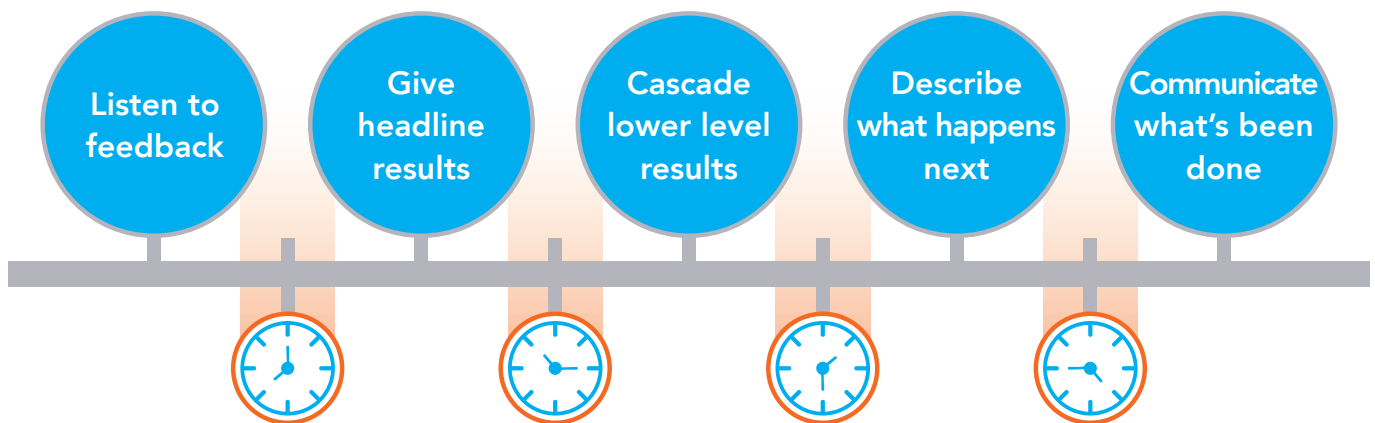 Listen to
feedback
Give
headline
results
Cascade
lower level
results
Describe
what happens
next
Communicate
what’s been
done